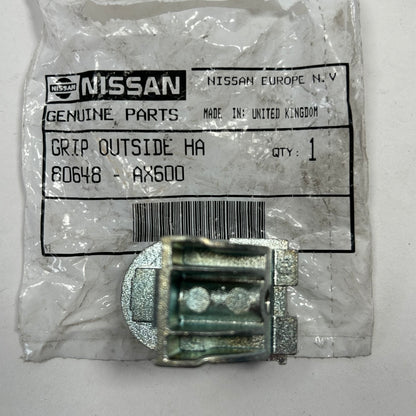 NISSAN
NISSAN EUROPE N.V
GENUINE PARTS
MADE IN: UNITED KINGDOM
GRIP OUTSIDE HA
QTY: 1
80648 - AX600